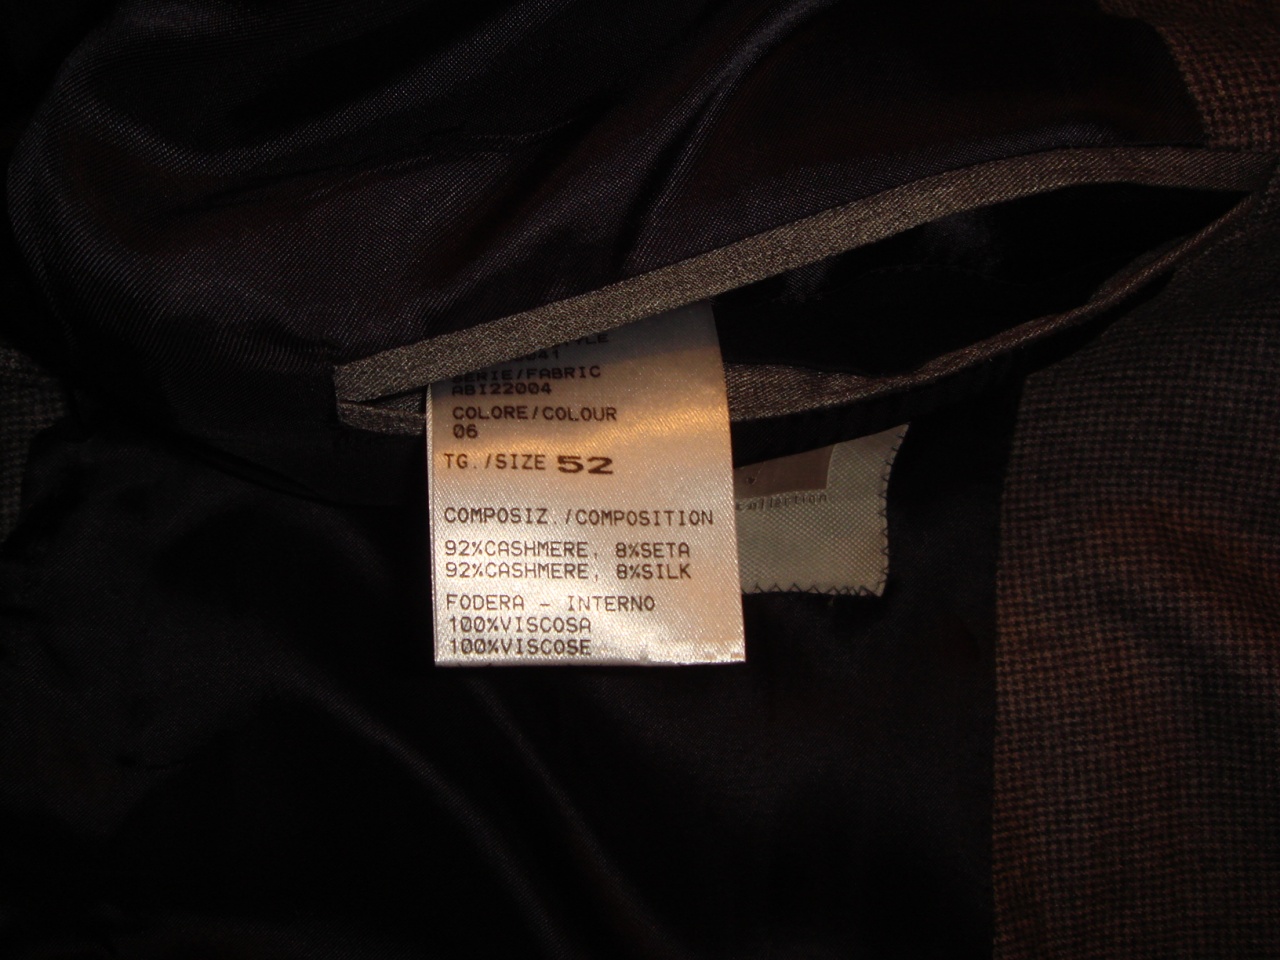 SERIE/FABRIC
ABI22004
COLORE/COLOUR
06
TG./SIZE 52
COMPOSIZ./COMPOSITION
92%CASHMERE, 8%SETA
92%CASHMERE, 8%SILK
FODERA - INTERNO
100%VISCOSA
100%VISCOSE
collection